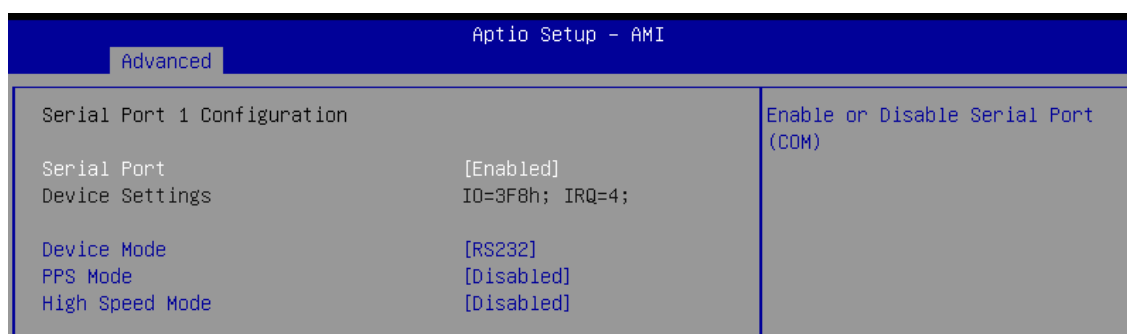 Aptio Setup - AMI
Advanced
Serial Port 1 Configuration
Serial Port [Enabled]
Device Settings IO=3F8h; IRQ=4;
Device Mode [RS232]
PPS Mode [Disabled]
High Speed Mode [Disabled]
Enable or Disable Serial Port
(COM)